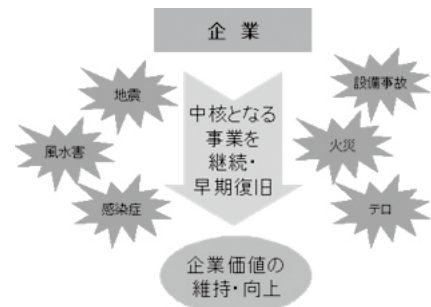 企業
地震
設備事故
中核となる
事業を
継続・
早期復旧
風水害
火災
感染症
テロ
企業価値の
維持・向上